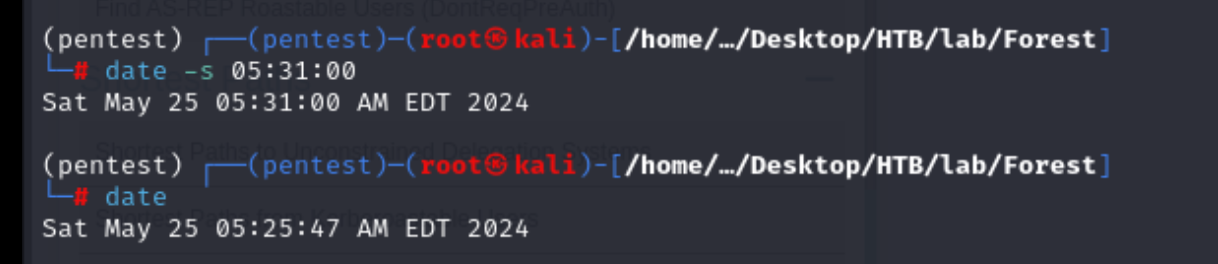 Find AS-REP Roastable Users (DontReqPreAuth)
(pentest) ┌──(pentest)─(root㉿kali)-[/home/…/Desktop/HTB/lab/Forest]
└─# date -s 05:31:00
Sat May 25 05:31:00 AM EDT 2024
Shortest Paths to Unconstrained Delegation Systems
(pentest) ┌──(pentest)─(root㉿kali)-[/home/…/Desktop/HTB/lab/Forest]
└─# date
Sat May 25 05:25:47 AM EDT 2024